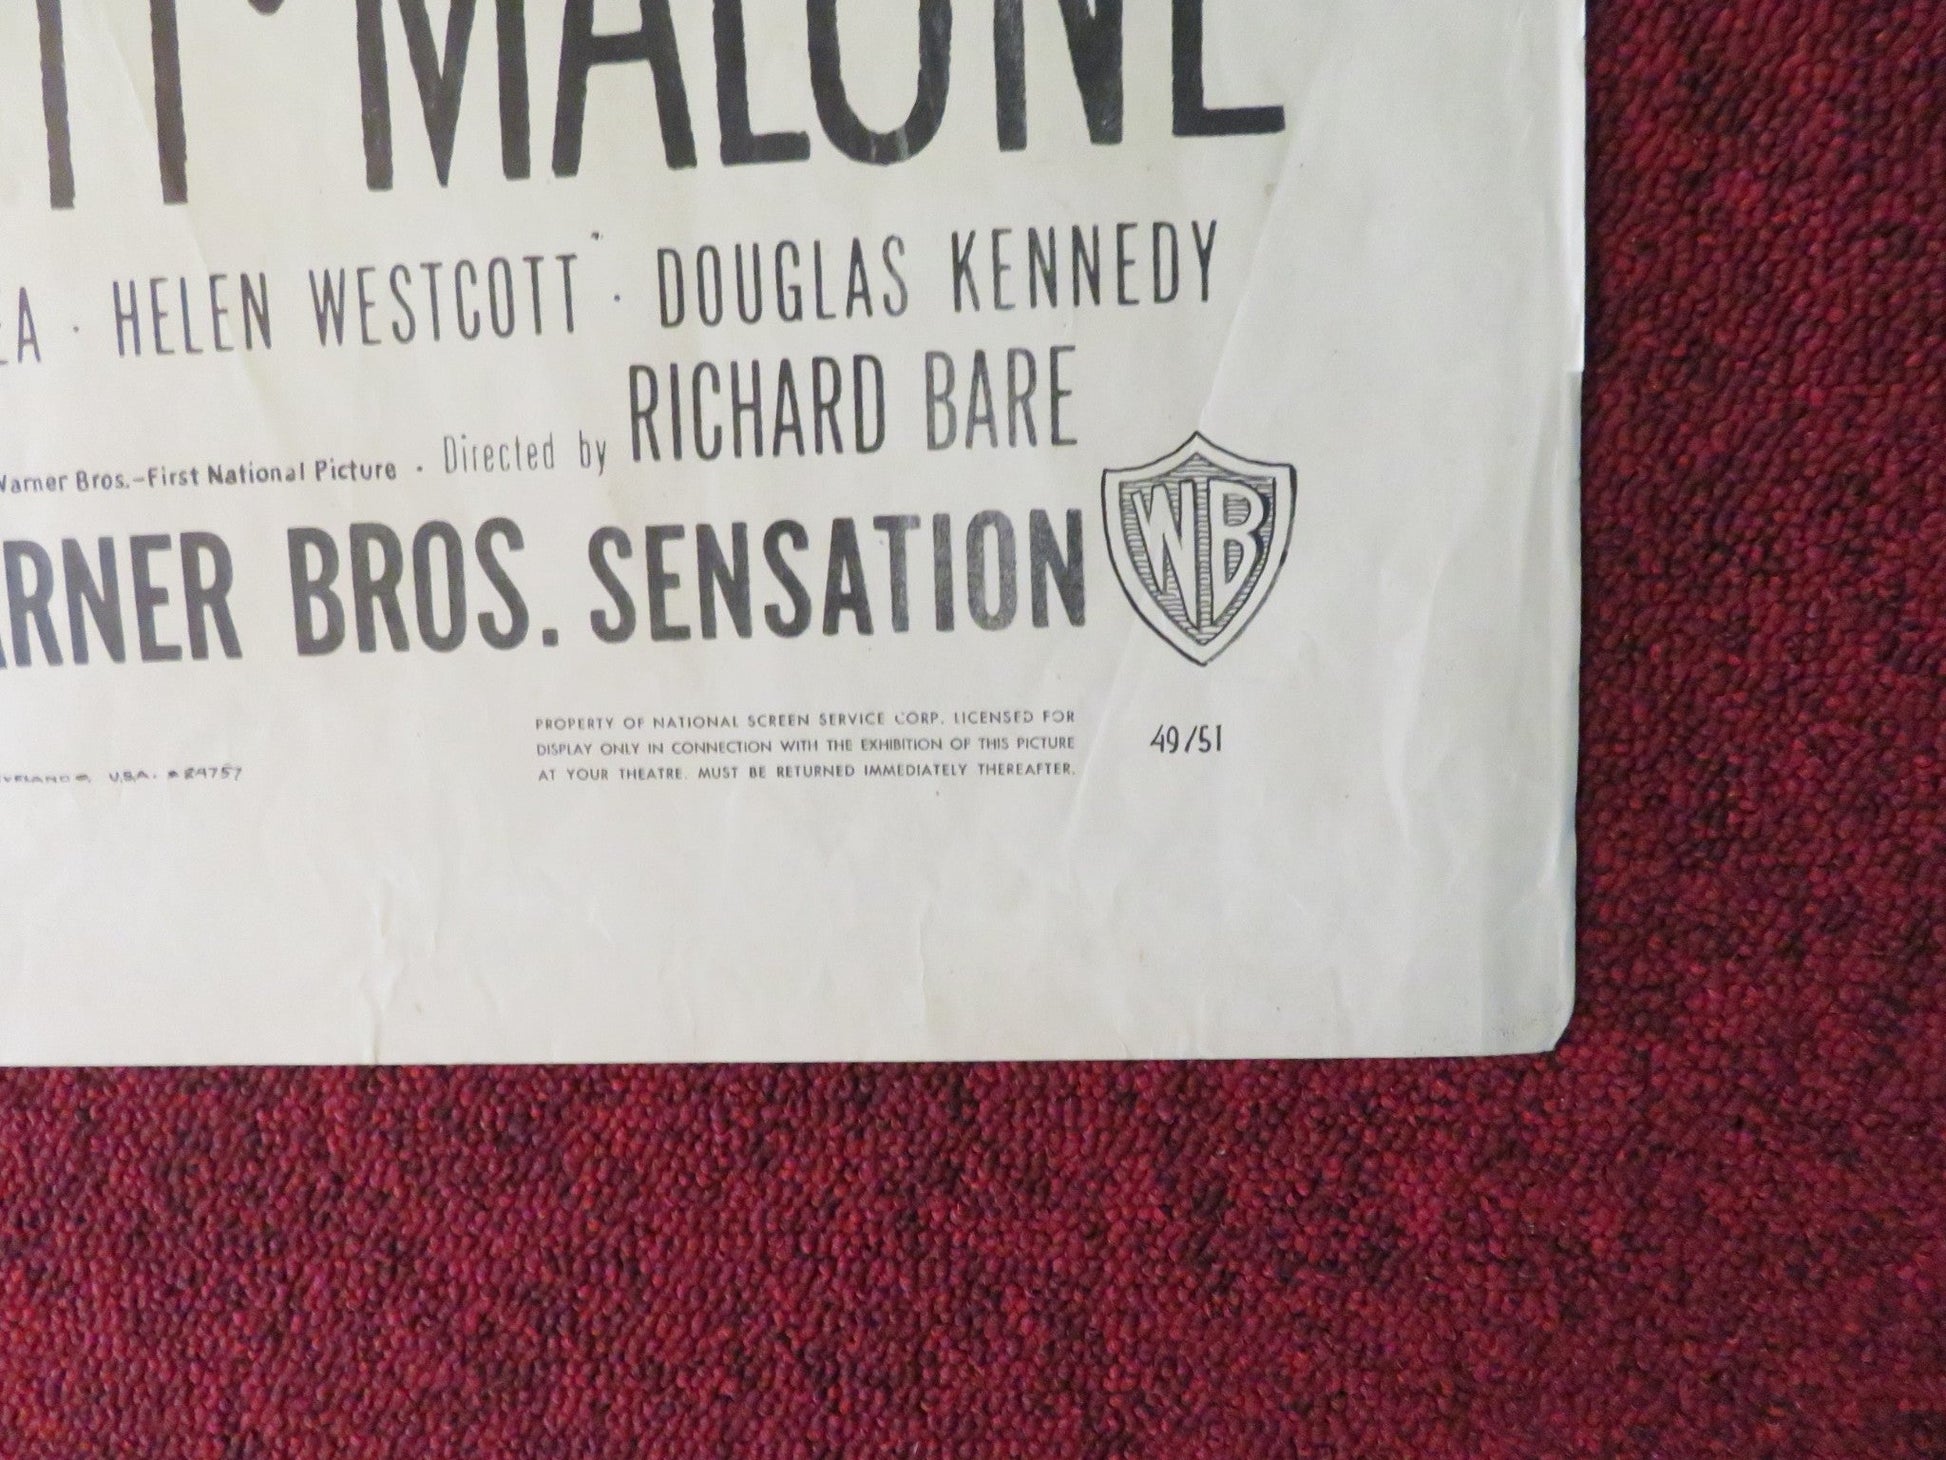 MALONE
HELEN WESTCOTT · DOUGLAS KENNEDY
Warner Bros.-First National Picture · Directed by RICHARD BARE
BROS. SENSATION
WB
PROPERTY OF NATIONAL SCREEN SERVICE CORP. LICENSED FOR
DISPLAY ONLY IN CONNECTION WITH THE EXHIBITION OF THIS PICTURE
AT YOUR THEATRE. MUST BE RETURNED IMMEDIATELY THEREAFTER.
49/51
U.S.A.